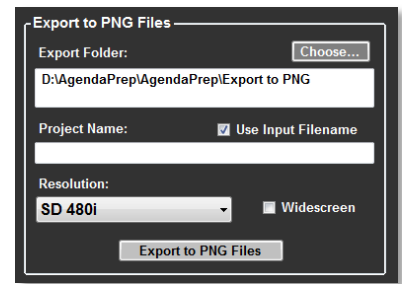 Export to PNG Files
Export Folder: Choose...
D:\AgendaPrep\AgendaPrep\Export to PNG
Project Name: Use Input Filename
Resolution:
SD 480i Widescreen
Export to PNG Files